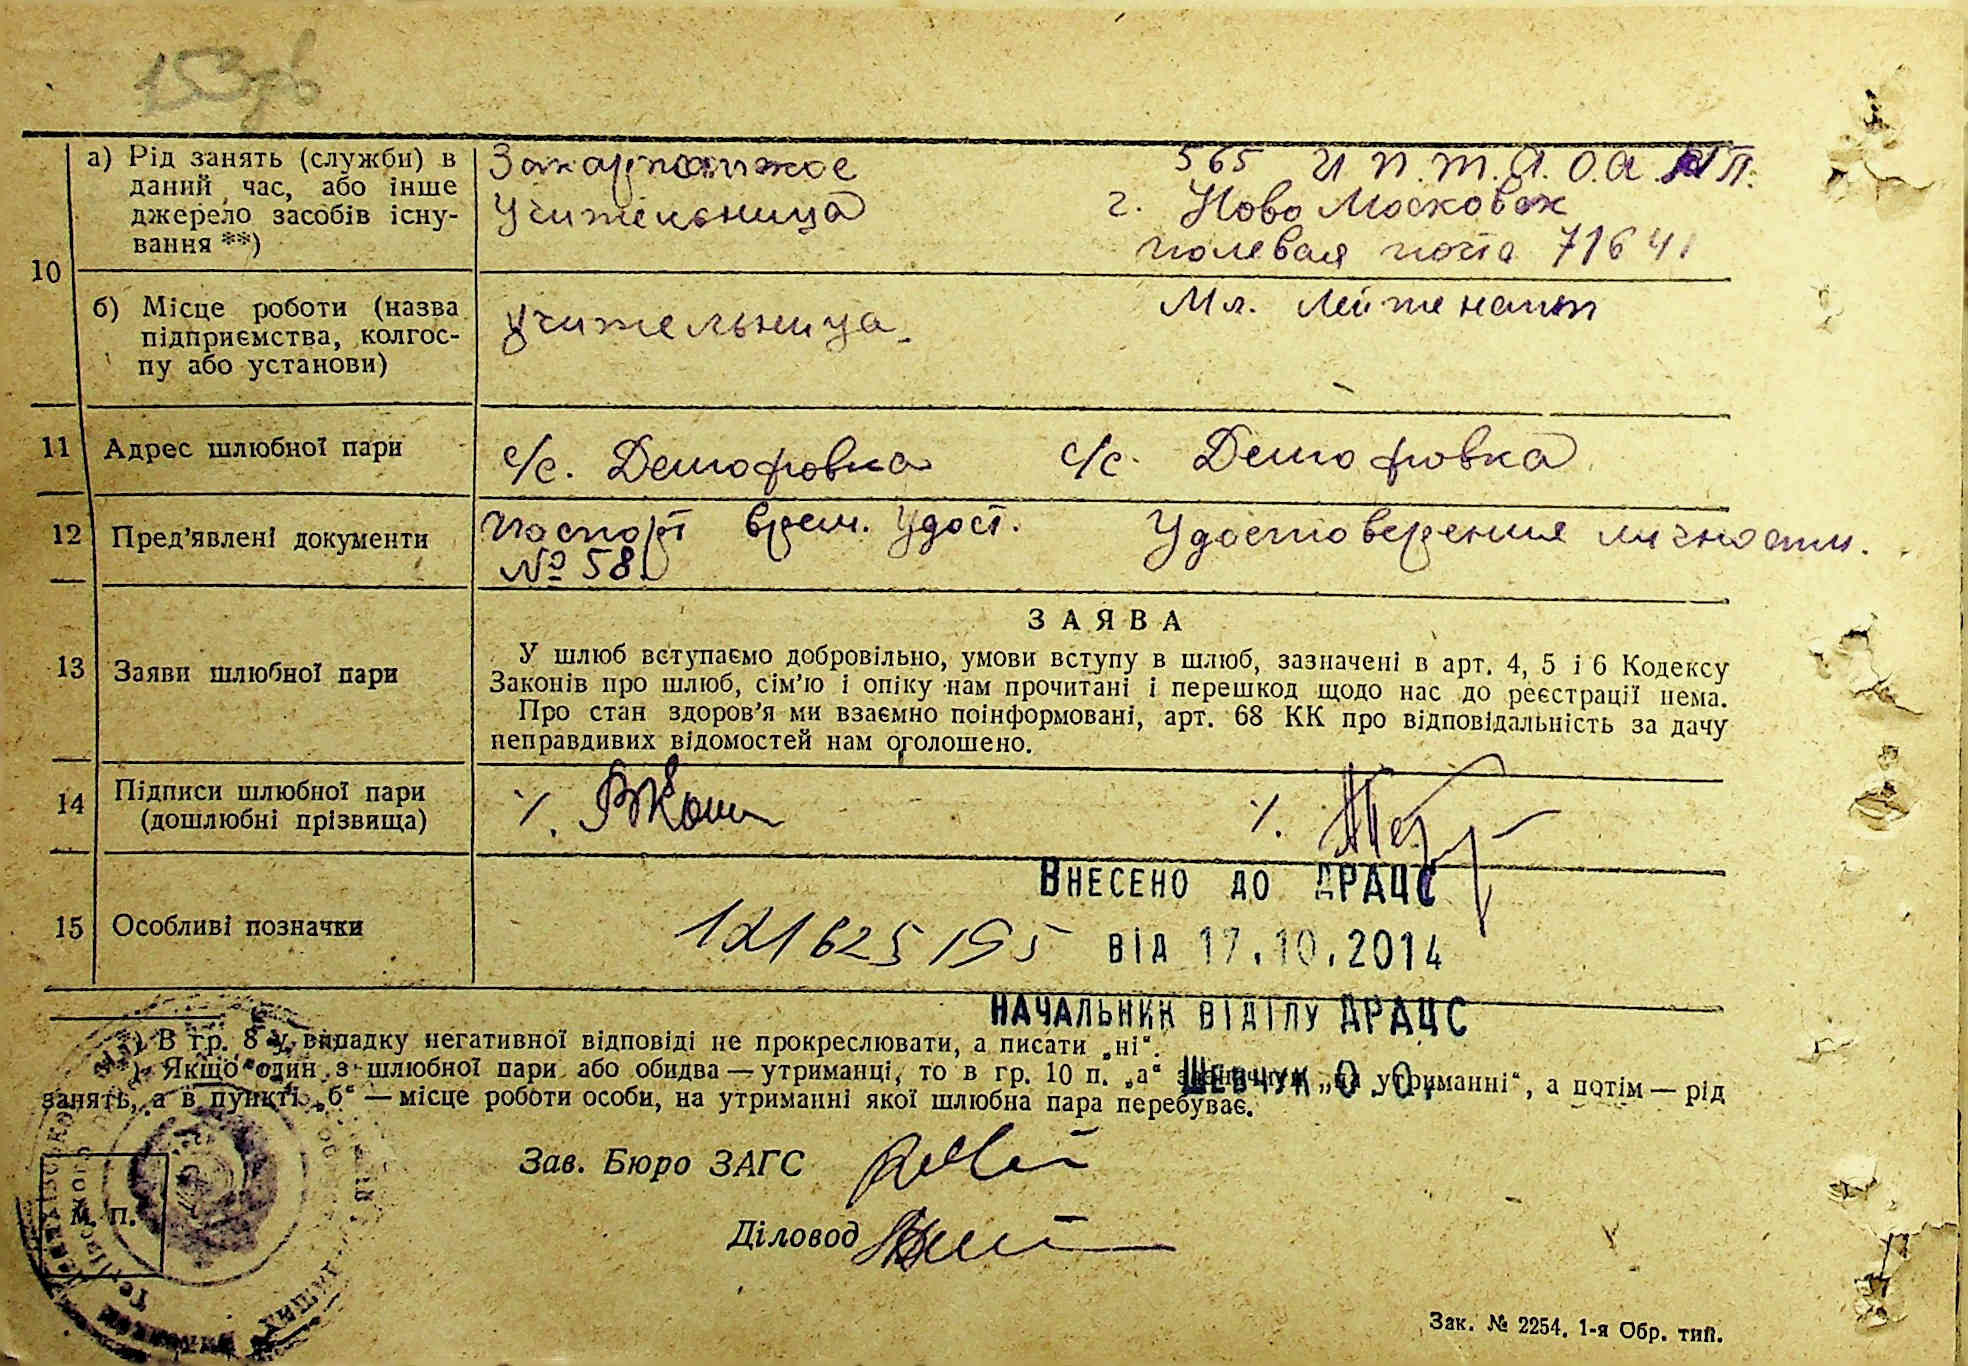 153
10
а) Рід занять (служби) в
даний час, або інше
джерело засобів існу-
вання **)
Учительница
565 И П. Т. А. О. А. П.
г. Ново Московск
полевая почта 71641
б) Місце роботи (назва
підприємства, колгос-
пу або установи)
учительница.
Мл. Лейтенант
11
Адрес шлюбної пари
с/с. Демофовка
с/с. Демофовка
12
Пред'явлені документи
паспорт врем. Удост.
№ 58.
Удостоверения личности.
13
Заяви шлюбної пари
ЗАЯВА
У шлюб вступаємо добровільно, умови вступу в шлюб, зазначені в арт. 4, 5 і 6 Кодексу
Законів про шлюб, сім'ю і опіку нам прочитані і перешкод щодо нас до реєстрації нема.
Про стан здоров'я ми взаємно поінформовані, арт. 68 КК про відповідальність за дачу
неправдивих відомостей нам оголошено.
14
Підписи шлюбної пари
(дошлюбні прізвища)
15
Особливі позначки
Внесено до ДРАЦС
121625195 від 17.10.2014
Начальник відділу ДРАЦС
Шевчук О.О.
*) В гр. 8 у випадку негативної відповіді не прокреслювати, а писати „ні“.
Якщо один з шлюбної пари або обидва — утриманці, то в гр. 10 п. „а“ „на утриманні“, а потім — рід
занять, а в пункті „б“ — місце роботи особи, на утриманні якої шлюбна пара перебуває.
Зав. Бюро ЗАГС
Діловод
М. П.
Зак. № 2254. 1-я Обр. тип.